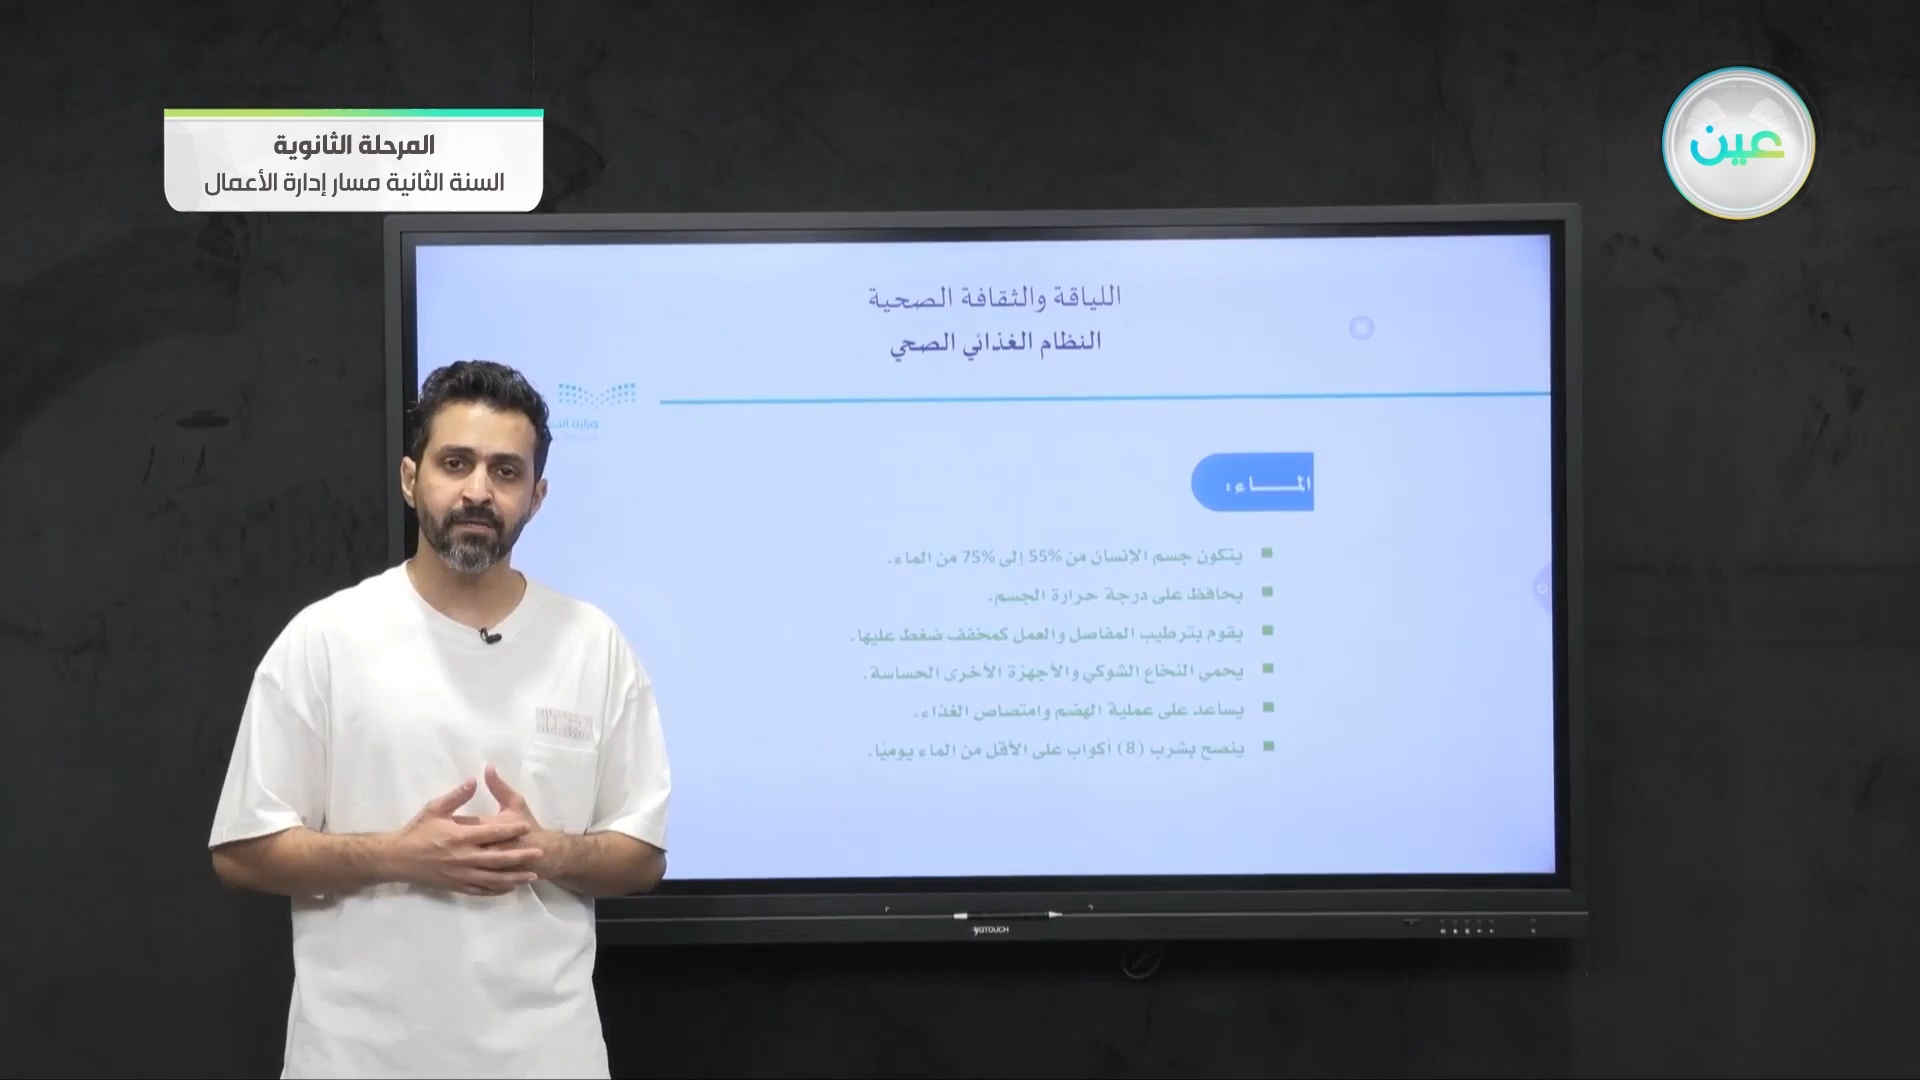 المرحلة الثانوية
السنة الثانية مسار إدارة الأعمال
عين
اللياقة والثقافة الصحية
النظام الغذائي الصحي
وزارة
المـــــاء:
يتكون جسم الإنسان من 55% إلى 75% من الماء.
يحافظ على درجة حرارة الجسم.
يقوم بترطيب المفاصل والعمل كمخفف ضغط عليها.
يحمي النخاع الشوكي والأجهزة الأخرى الحساسة.
يساعد على عملية الهضم وامتصاص الغذاء.
ينصح بشرب (8) أكواب على الأقل من الماء يوميًا.